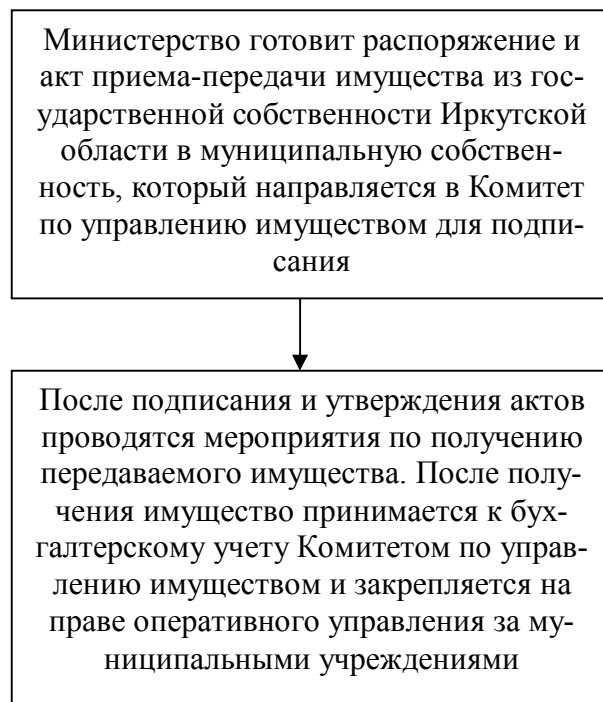 Министерство готовит распоряжение и
акт приема-передачи имущества из гос-
ударственной собственности Иркутской
области в муниципальную собствен-
ность, который направляется в Комитет
по управлению имуществом для подпи-
сания
После подписания и утверждения актов
проводятся мероприятия по получению
передаваемого имущества. После полу-
чения имущество принимается к бух-
галтерскому учету Комитетом по управ-
лению имуществом и закрепляется на
праве оперативного управления за му-
ниципальными учреждениями